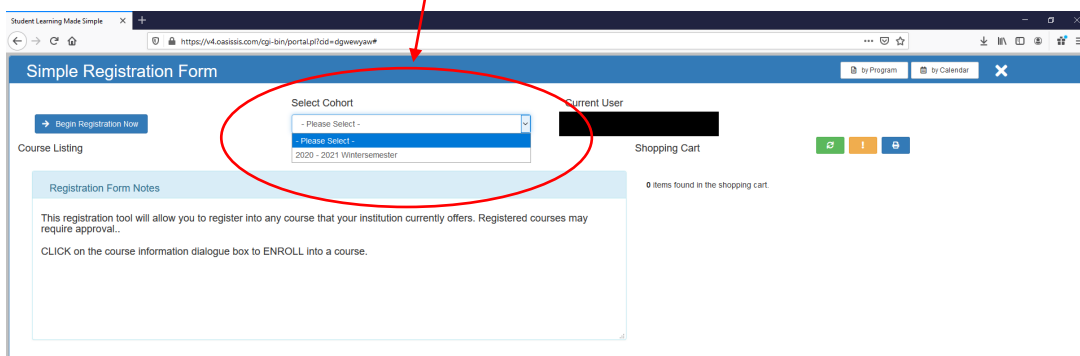 Student Learning Made Simple
https://v4.oasissis.com/cgi-bin/portal.pl?cid=dgwewyaw#
Simple Registration Form
by Program
by Calendar
Select Cohort
Current User
Begin Registration Now
- Please Select -
- Please Select -
2020 - 2021 Wintersemester
Course Listing
Shopping Cart
Registration Form Notes
0 items found in the shopping cart.
This registration tool will allow you to register into any course that your institution currently offers. Registered courses may
require approval..
CLICK on the course information dialogue box to ENROLL into a course.